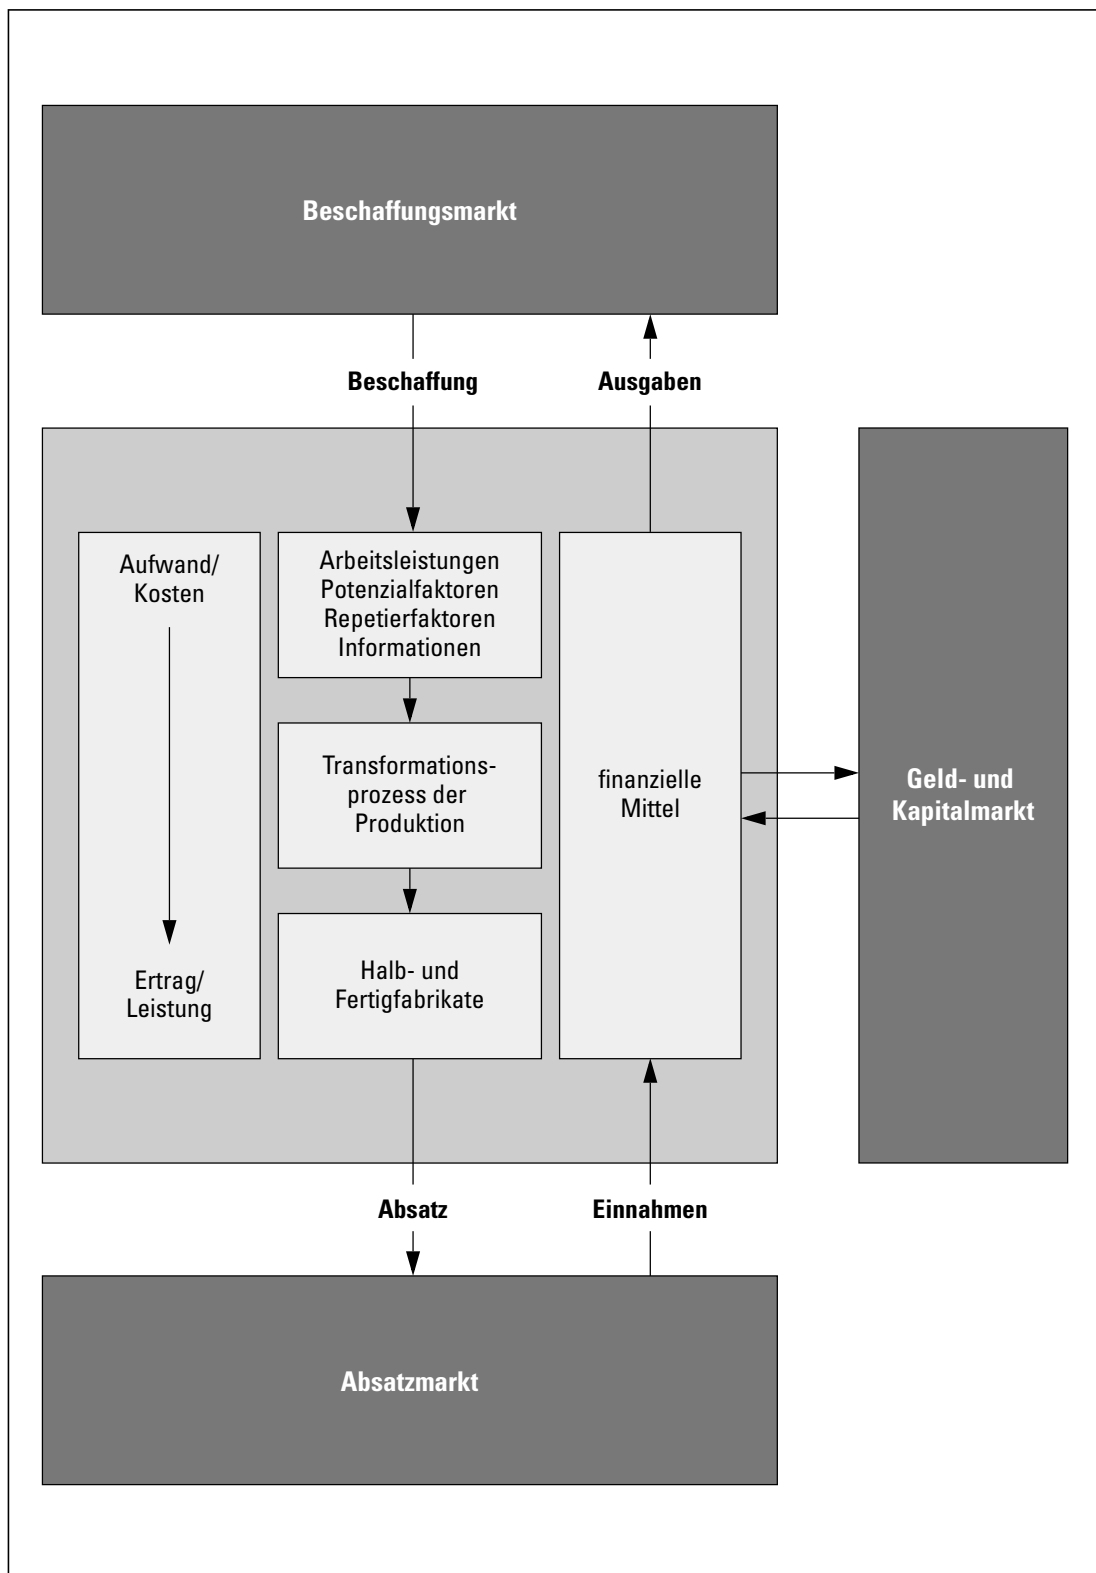 Beschaffungsmarkt
Beschaffung
Ausgaben
Aufwand/
Kosten
Ertrag/
Leistung
Arbeitsleistungen
Potenzialfaktoren
Repetierfaktoren
Informationen
Transformations-
prozess der
Produktion
Halb- und
Fertigfabrikate
finanzielle
Mittel
Geld- und
Kapitalmarkt
Absatz
Einnahmen
Absatzmarkt